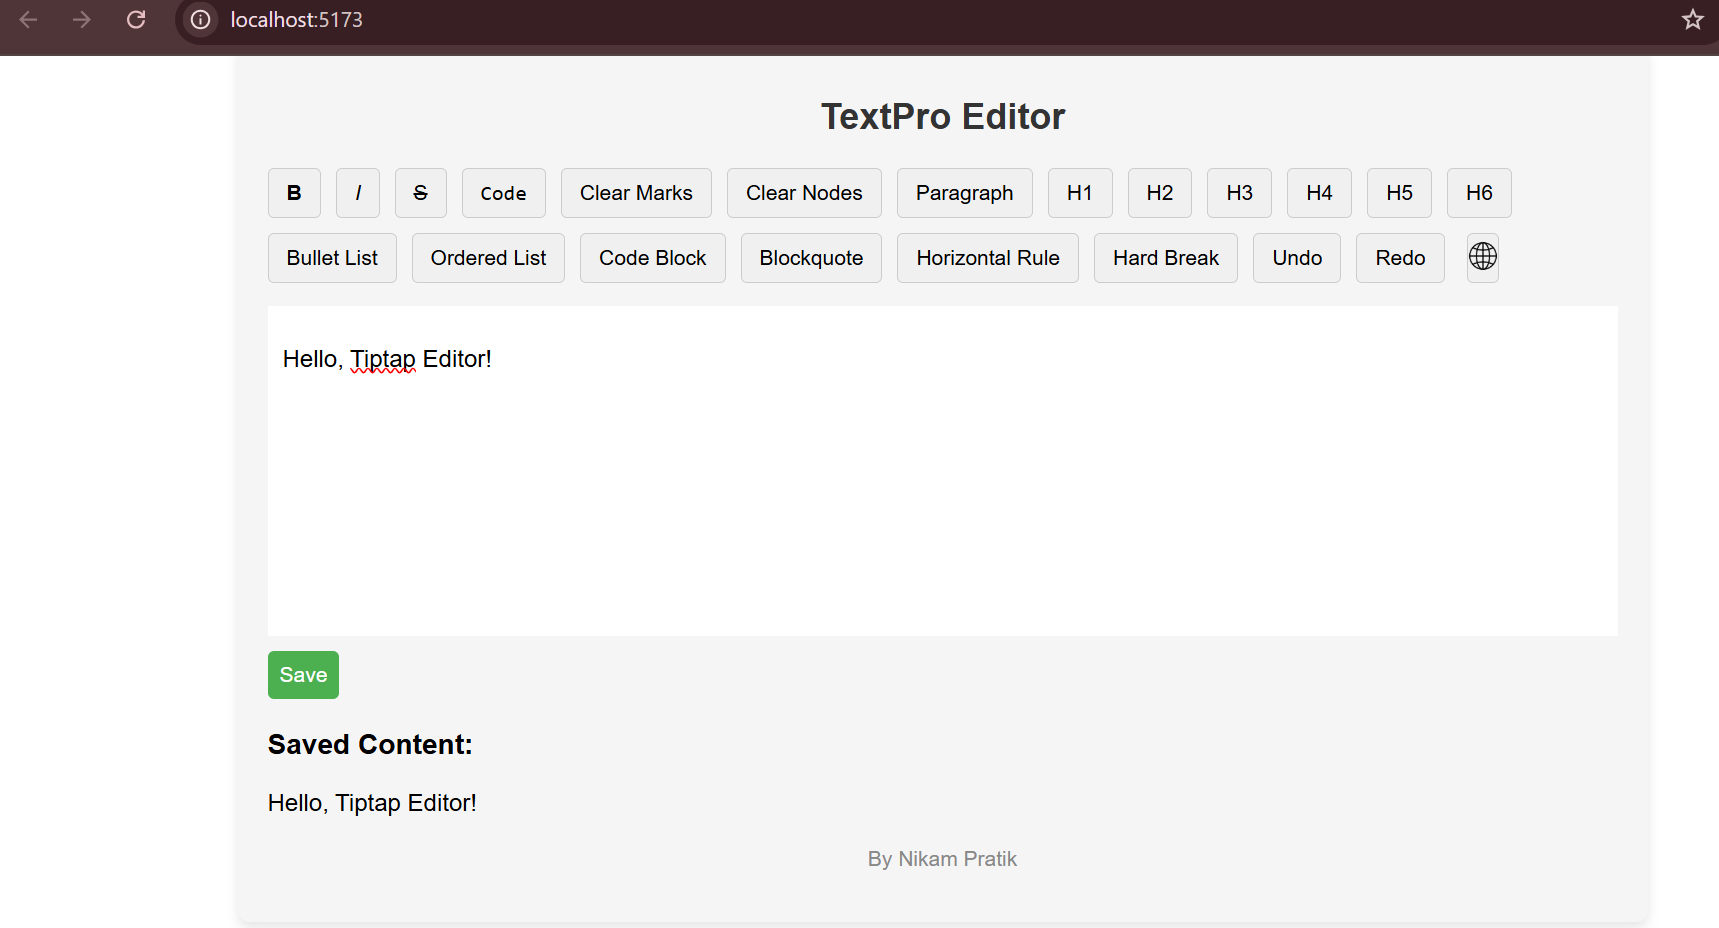 localhost:5173
TextPro Editor
B I S Code Clear Marks Clear Nodes Paragraph H1 H2 H3 H4 H5 H6
Bullet List Ordered List Code Block Blockquote Horizontal Rule Hard Break Undo Redo
Hello, Tiptap Editor!
Save
Saved Content:
Hello, Tiptap Editor!
By Nikam Pratik